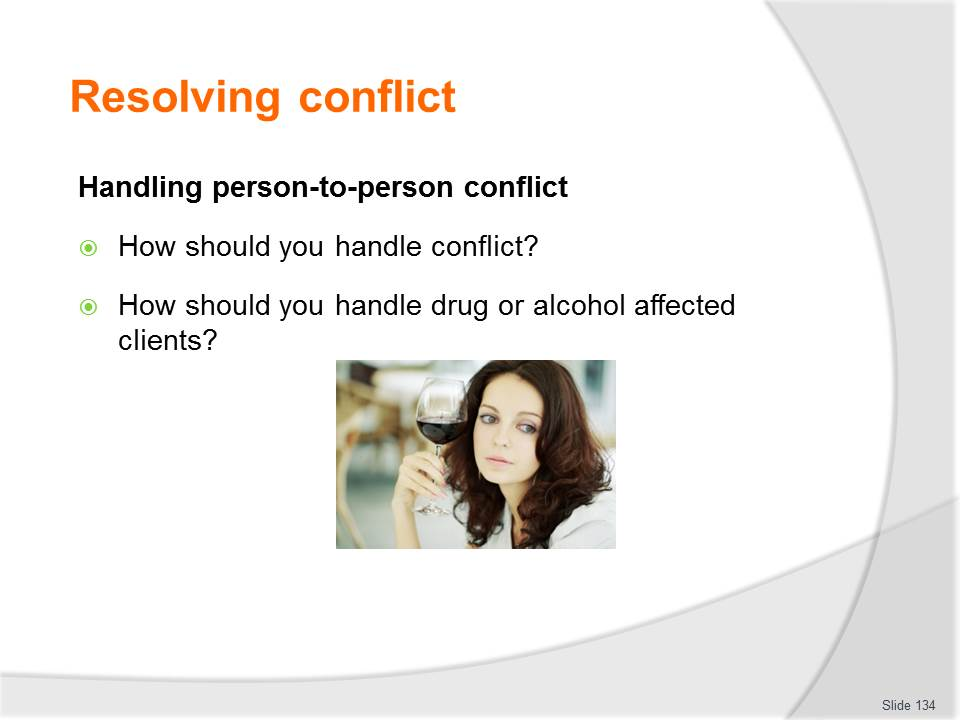 Resolving conflict
Handling person-to-person conflict
How should you handle conflict?
How should you handle drug or alcohol affected
clients?
Slide 134